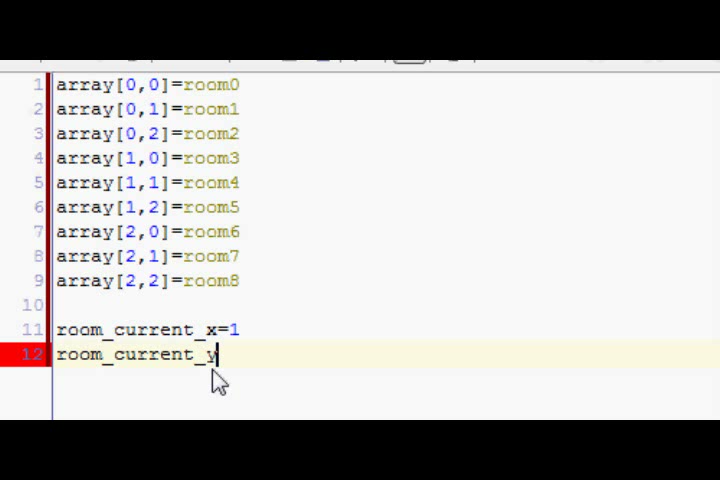 1 array[0,0]=room0
2 array[0,1]=room1
3 array[0,2]=room2
4 array[1,0]=room3
5 array[1,1]=room4
6 array[1,2]=room5
7 array[2,0]=room6
8 array[2,1]=room7
9 array[2,2]=room8
10
11 room_current_x=1
12 room_current_y